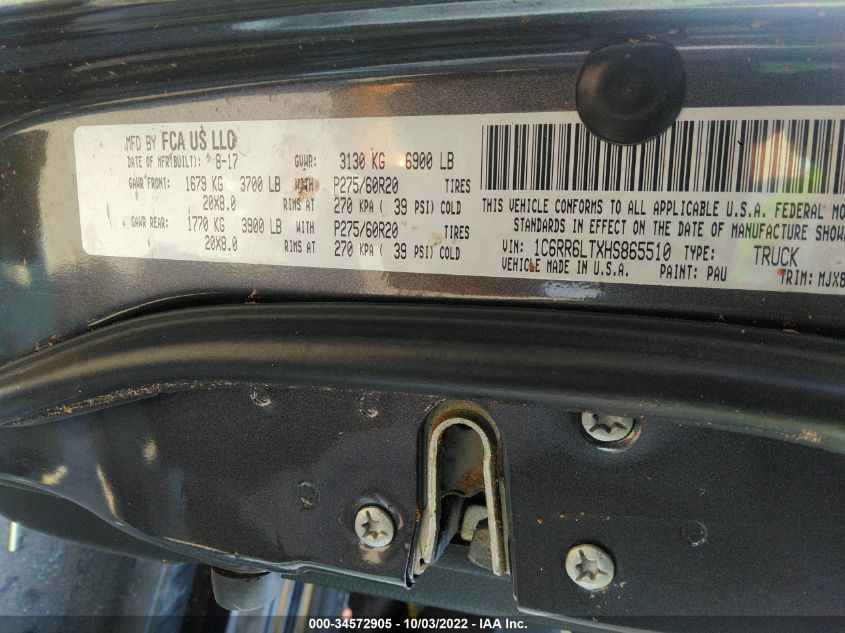 MFD BY FCA US LLC
DATE OF MFR(BUILT): 8-17 GVWR: 3130 KG 6900 LB
GAWR FRONT: 1679 KG 3700 LB WITH P275/60R20 TIRES
20X8.0 RIMS AT 270 KPA ( 39 PSI) COLD
GAWR REAR: 1770 KG 3900 LB WITH P275/60R20 TIRES
20X8.0 RIMS AT 270 KPA ( 39 PSI) COLD
THIS VEHICLE CONFORMS TO ALL APPLICABLE U.S.A. FEDERAL
STANDARDS IN EFFECT ON THE DATE OF MANUFACTURE
VIN: 1C6RR6LTXHS865510 TYPE: TRUCK
VEHICLE MADE IN U.S.A. PAINT: PAU TRIM:
000-34572905 - 10/03/2022 - IAA Inc.